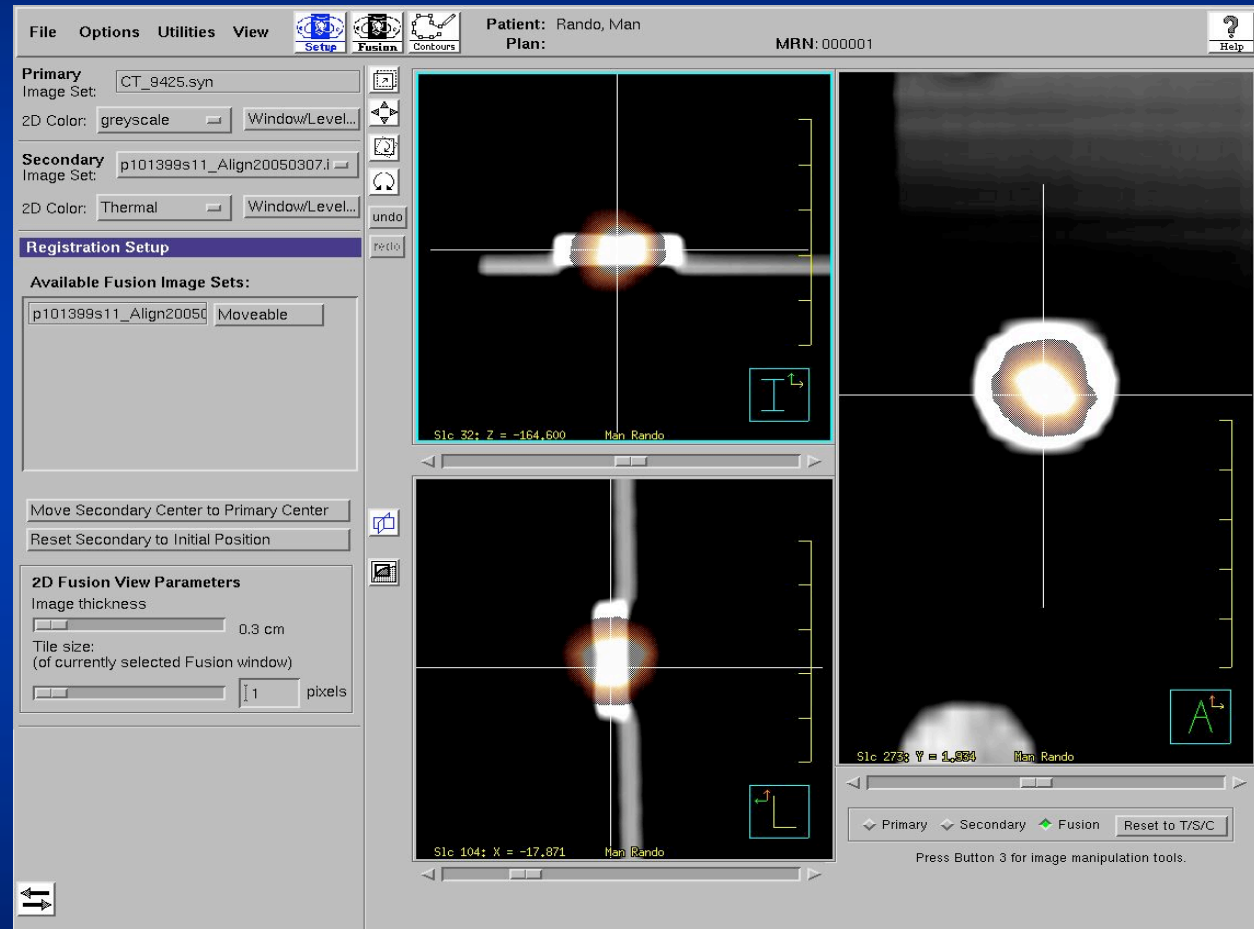 File Options Utilities View Setup Fusion Contours Patient: Rando, Man
Plan: MRN: 000001 Help
Primary
Image Set: CT_9425.syn
2D Color: greyscale Window/Level...
Secondary
Image Set: p101399s11_Align20050307.i
2D Color: Thermal Window/Level...
undo
redo
Registration Setup
Available Fusion Image Sets:
p101399s11_Align2005 Moveable
Move Secondary Center to Primary Center
Reset Secondary to Initial Position
2D Fusion View Parameters
Image thickness
0.3 cm
Tile size:
(of currently selected Fusion window)
1 pixels
I
Slc 32: Z = -164.600 Man Rando
L
Slc 104: X = -17.871 Man Rando
A
Slc 273: Y = 1.934 Man Rando
Primary Secondary Fusion Reset to T/S/C
Press Button 3 for image manipulation tools.